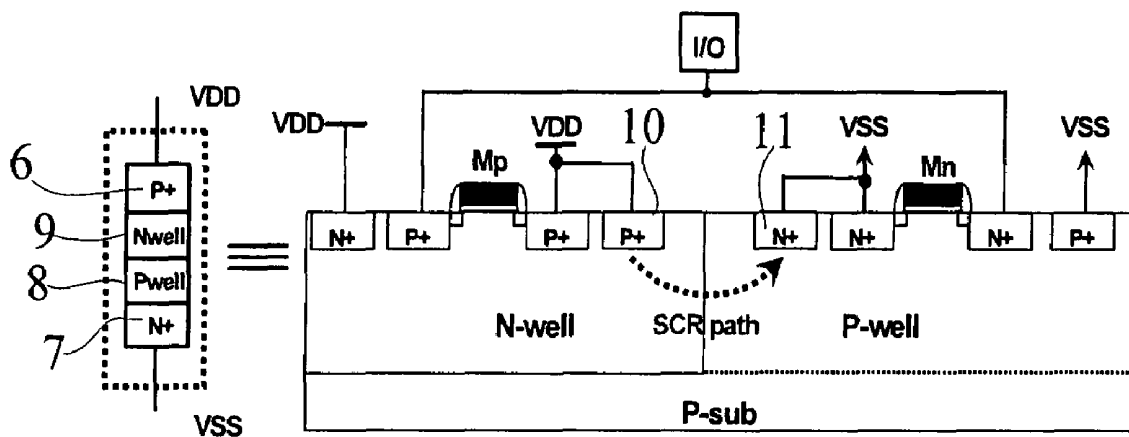 I/O
VDD
VDD
VDD
10
11
VSS
VSS
6
P+
Mp
Mn
9
Nwell
N+ P+ P+ P+ N+ N+ N+ P+
8
Pwell
7
N+
N-well
SCR path
P-well
VSS
P-sub